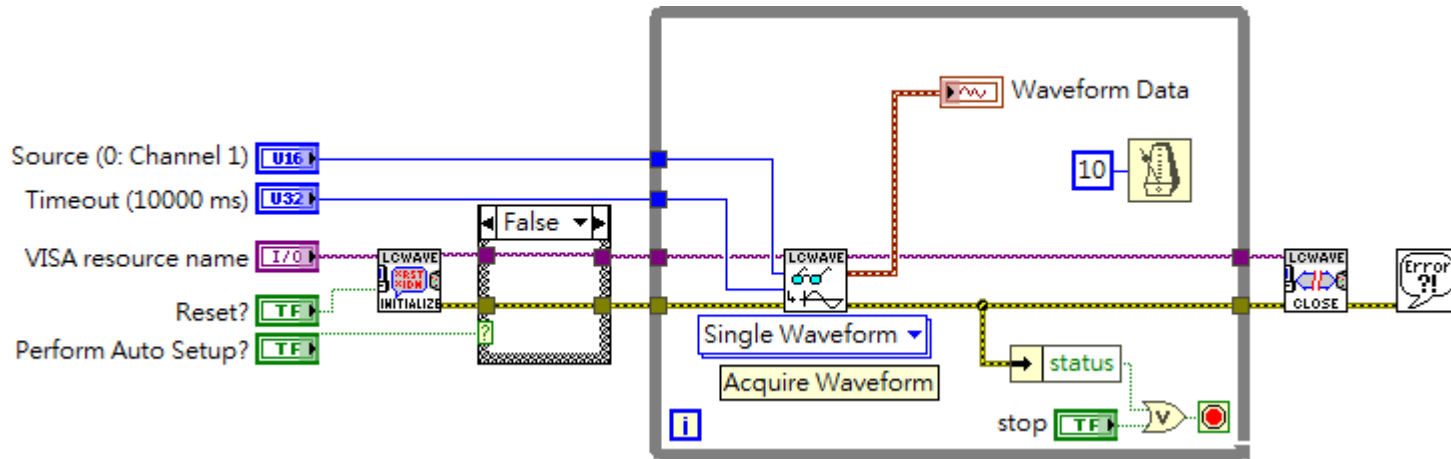 Waveform Data
Source (0: Channel 1)
U16
10
Timeout (10000 ms)
U32
False
VISA resource name
I/O
LCWAVE
*RST
*IDN
INITIALIZE
LCWAVE
LCWAVE
CLOSE
Error
?!
Reset?
TF
?
Perform Auto Setup?
TF
Single Waveform
Acquire Waveform
status
i
stop
TF
V